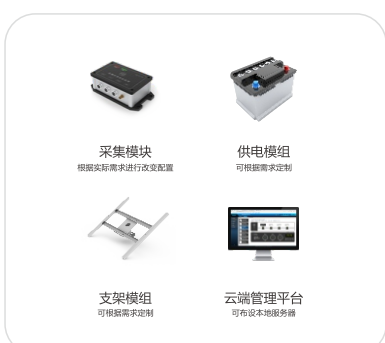 采集模块
根据实际需求进行改变配置
供电模组
可根据需求定制
支架模组
可根据需求定制
云端管理平台
可布设本地服务器